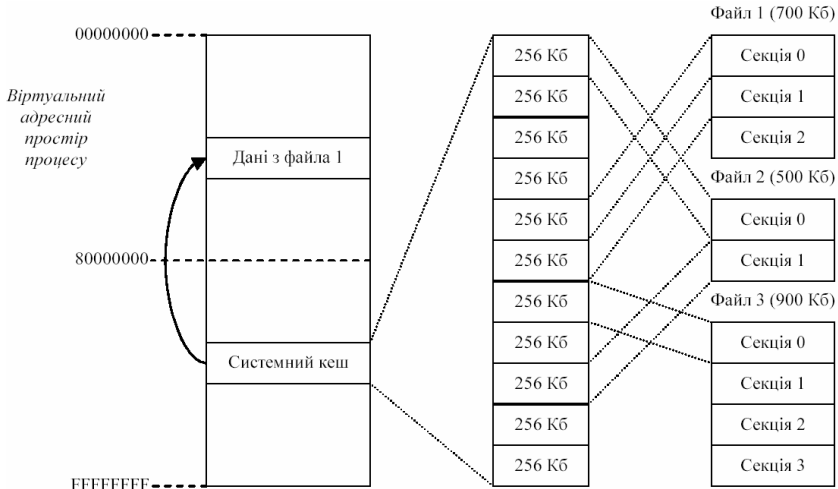 00000000
Віртуальний
адресний
простір
процесу
Дані з файла 1
80000000
Системний кеш
FFFFFFFF
256 Кб
256 Кб
256 Кб
256 Кб
256 Кб
256 Кб
256 Кб
256 Кб
256 Кб
256 Кб
256 Кб
Файл 1 (700 Кб)
Секція 0
Секція 1
Секція 2
Файл 2 (500 Кб)
Секція 0
Секція 1
Файл 3 (900 Кб)
Секція 0
Секція 1
Секція 2
Секція 3